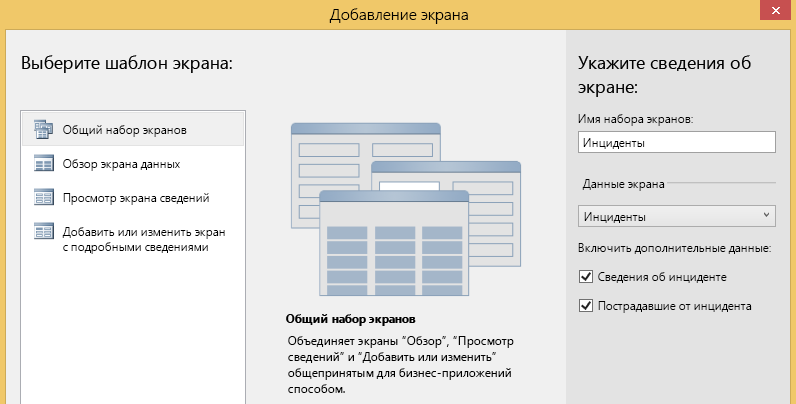 Добавление экрана
Выберите шаблон экрана:
Общий набор экранов
Обзор экрана данных
Просмотр экрана сведений
Добавить или изменить экран
с подробными сведениями
Общий набор экранов
Объединяет экраны "Обзор", "Просмотр
сведений" и "Добавить или изменить"
общепринятым для бизнес-приложений
способом.
Укажите сведения об
экране:
Имя набора экранов:
Инциденты
Данные экрана
Инциденты
Включить дополнительные данные:
Сведения об инциденте
Пострадавшие от инцидента